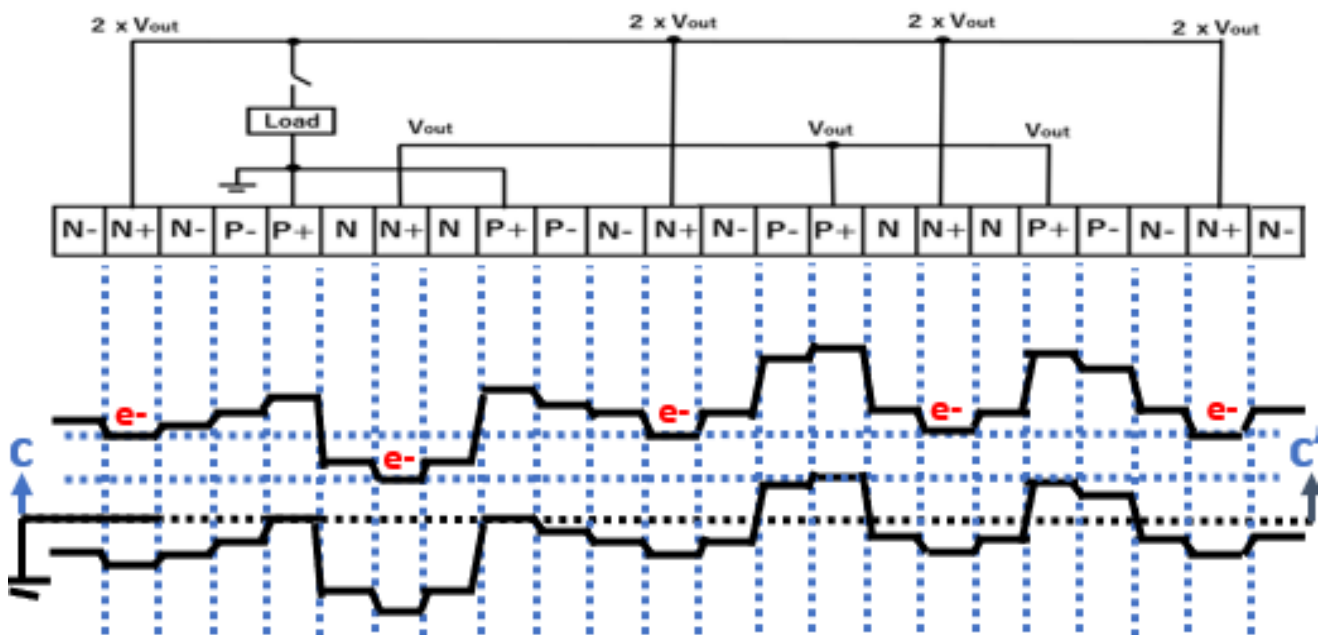 2 x Vout 2 x Vout 2 x Vout 2 x Vout
Load
Vout Vout Vout
N- N+ N- P- P+ N N+ N P+ P- N- N+ N- P- P+ N N+ N P+ P- N- N+ N-
e- e- e- e-
e-
C C'